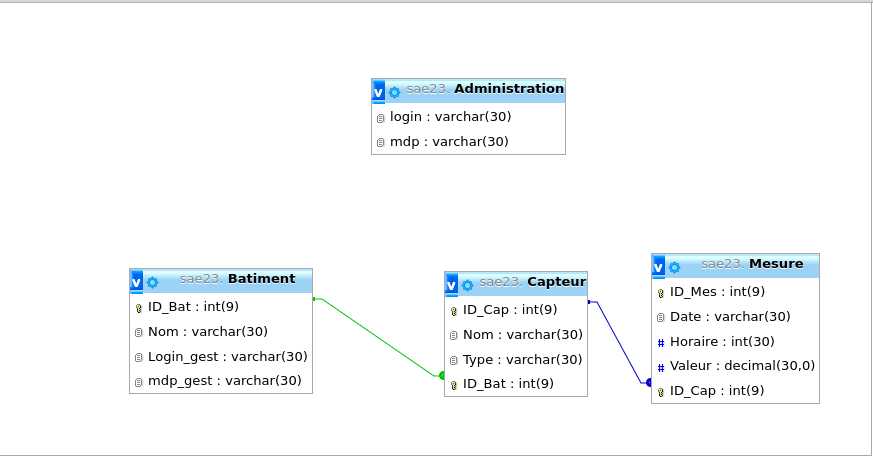 v sae23. Administration
login : varchar(30)
mdp : varchar(30)
v sae23. Batiment
ID_Bat : int(9)
Nom : varchar(30)
Login_gest : varchar(30)
mdp_gest : varchar(30)
v sae23. Capteur
ID_Cap : int(9)
Nom : varchar(30)
Type : varchar(30)
ID_Bat : int(9)
v sae23. Mesure
ID_Mes : int(9)
Date : varchar(30)
# Horaire : int(30)
# Valeur : decimal(30,0)
ID_Cap : int(9)